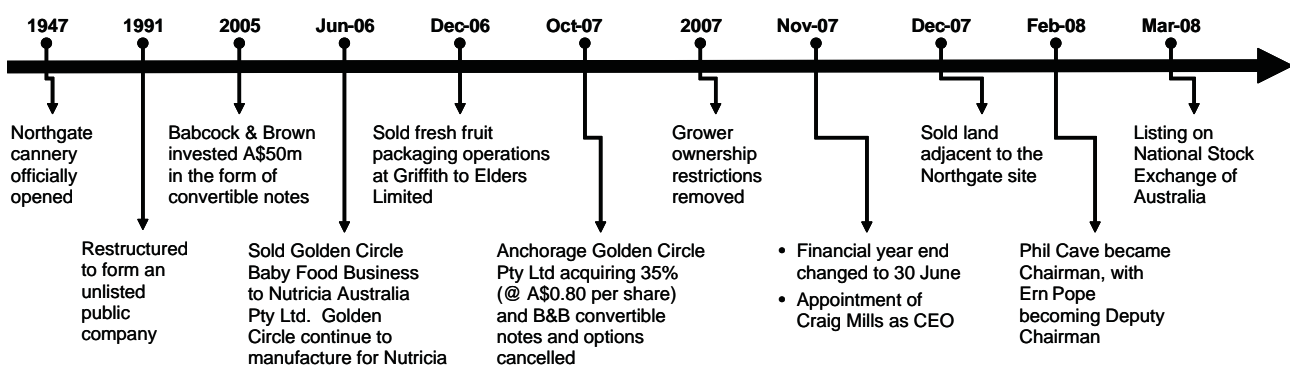 1947
1991
2005
Jun-06
Dec-06
Oct-07
2007
Nov-07
Dec-07
Feb-08
Mar-08
Northgate
cannery
officially
opened
Restructured
to form an
unlisted
public
company
Babcock & Brown
invested A$50m
in the form of
convertible notes
Sold Golden Circle
Baby Food Business
to Nutricia Australia
Pty Ltd. Golden
Circle continue to
manufacture for Nutricia
Sold fresh fruit
packaging operations
at Griffith to Elders
Limited
Anchorage Golden Circle
Pty Ltd acquiring 35%
(@ A$0.80 per share)
and B&B convertible
notes and options
cancelled
Grower
ownership
restrictions
removed
• Financial year end
changed to 30 June
• Appointment of
Craig Mills as CEO
Sold land
adjacent to the
Northgate site
Phil Cave became
Chairman, with
Ern Pope
becoming Deputy
Chairman
Listing on
National Stock
Exchange of
Australia